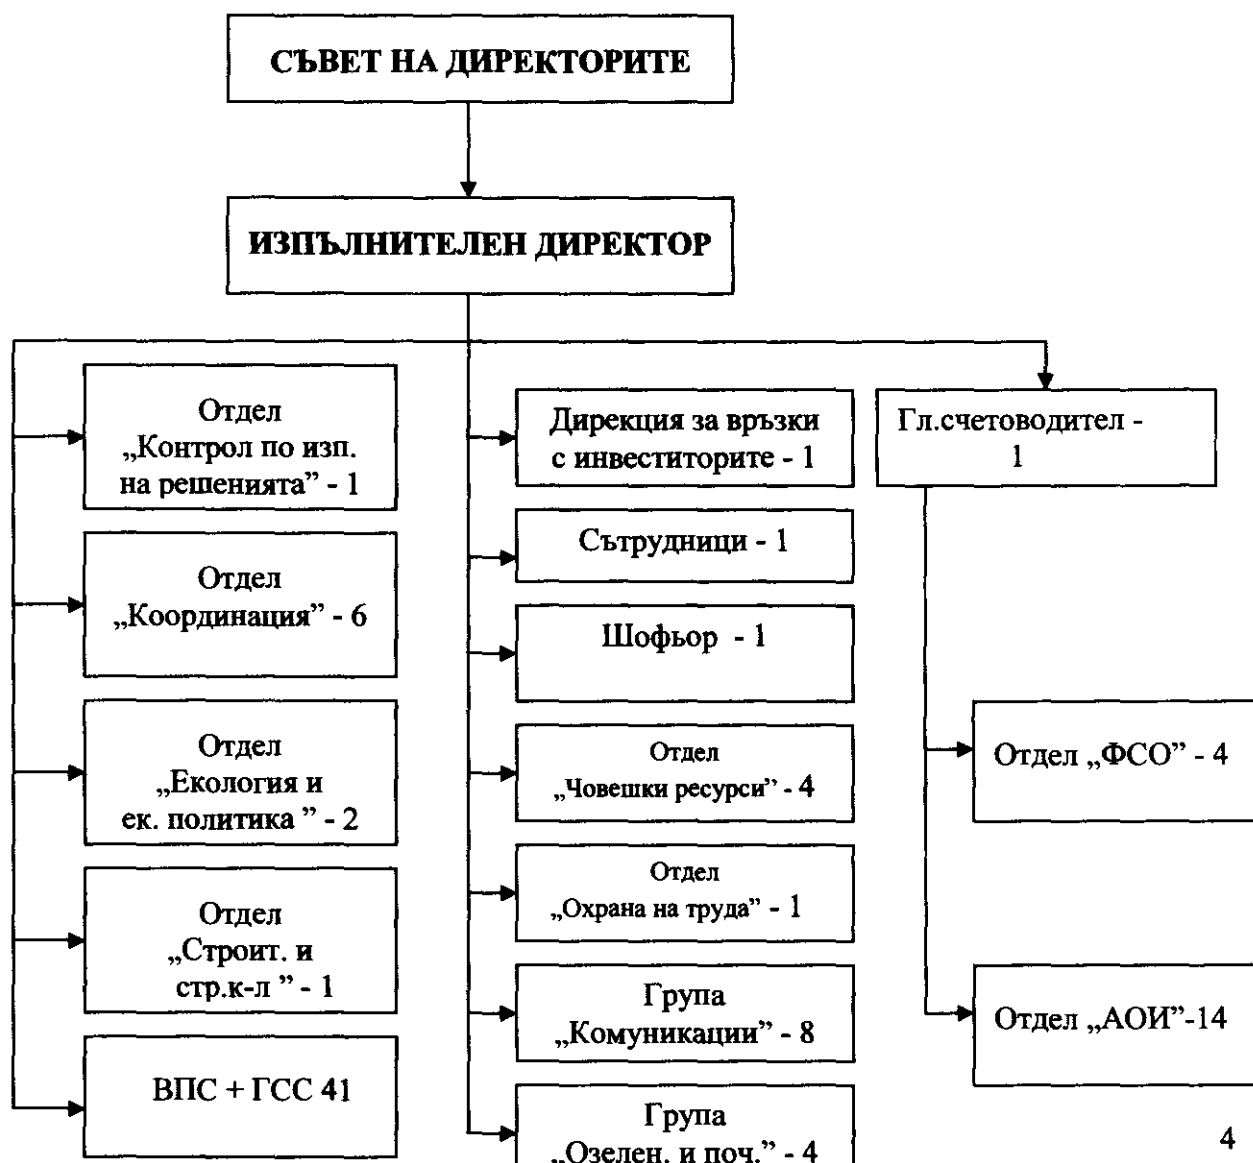 СЪВЕТ НА ДИРЕКТОРИТЕ
ИЗПЪЛНИТЕЛЕН ДИРЕКТОР
Отдел
„Контрол по изп.
на решенията” - 1
Отдел
„Координация” - 6
Отдел
„Екология и
ек. политика ” - 2
Отдел
„Строит. и
стр.к-л ” - 1
ВПС + ГСС 41
Дирекция за връзки
с инвеститорите - 1
Сътрудници - 1
Шофьор - 1
Отдел
„Човешки ресурси” - 4
Отдел
„Охрана на труда” - 1
Група
„Комуникации” - 8
Група
„Озелен. и поч.” - 4
Гл.счетоводител -
1
Отдел „ФСО” - 4
Отдел „АОИ”-14
4